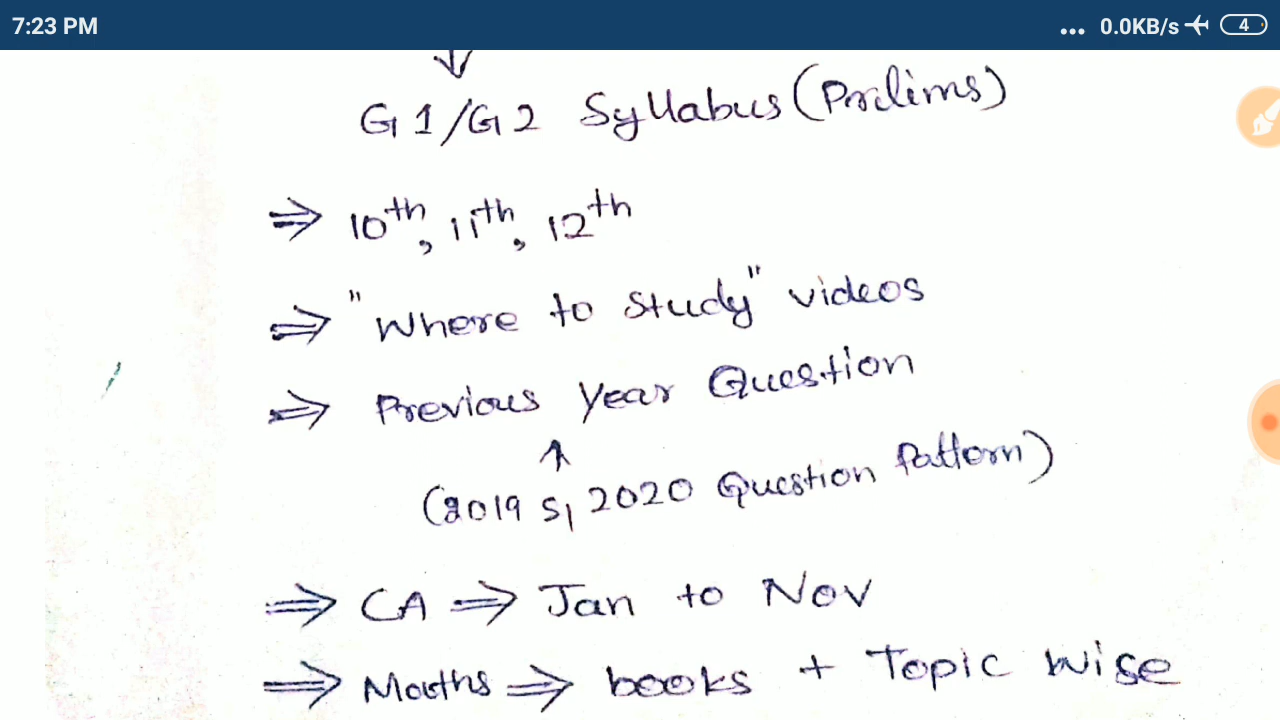 7:23 PM ... 0.0KB/s 4
G1/G2 Syllabus (Prelims)
⇒ 10th, 11th, 12th
⇒ "Where to Study" videos
⇒ Previous Year Question
(2019 & 2020 Question Pattern)
⇒ CA ⇒ Jan to Nov
⇒ Maths ⇒ books + Topic wise